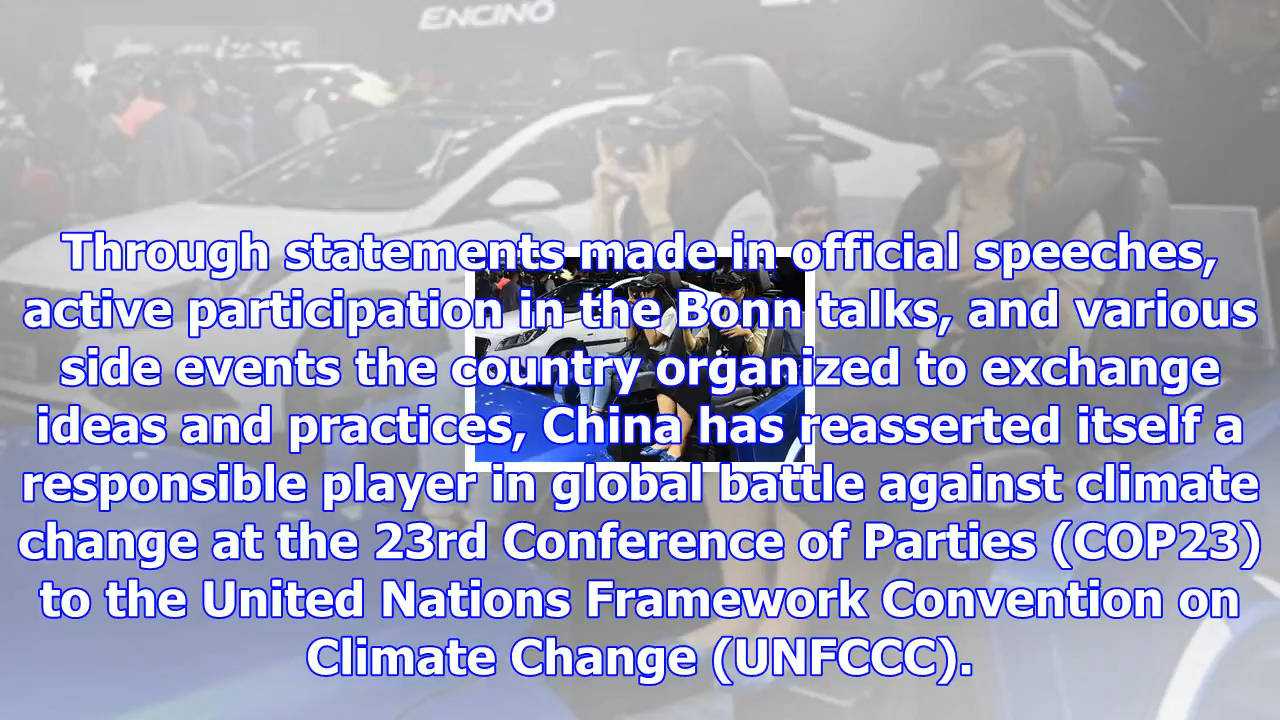 ENCINO
Through statements made in official speeches,
active participation in the Bonn talks, and various
side events the country organized to exchange
ideas and practices, China has reasserted itself a
responsible player in global battle against climate
change at the 23rd Conference of Parties (COP23)
to the United Nations Framework Convention on
Climate Change (UNFCCC).